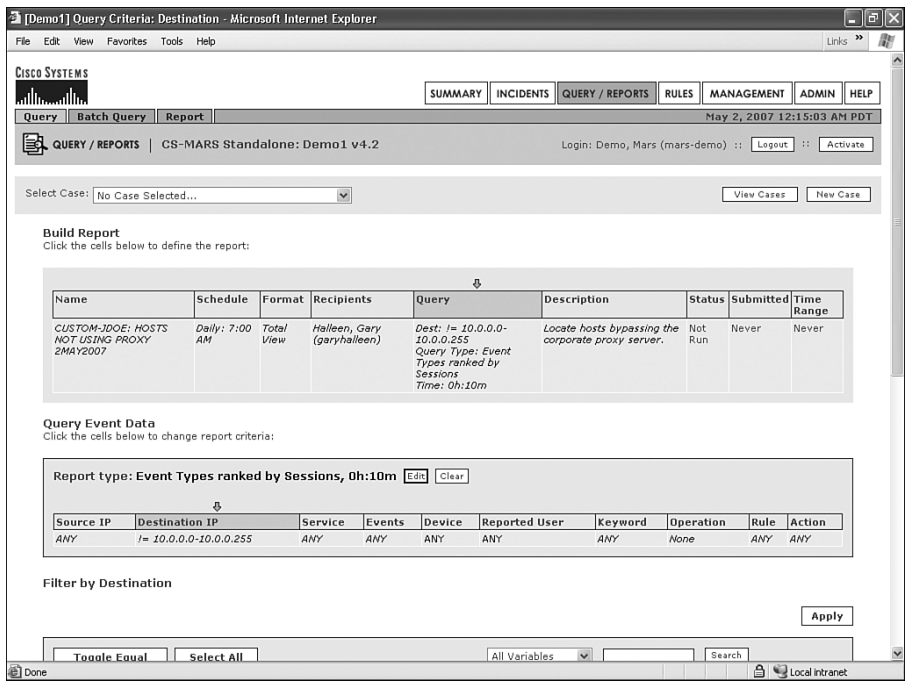 [Demo1] Query Criteria: Destination - Microsoft Internet Explorer
File Edit View Favorites Tools Help Links »
CISCO SYSTEMS
SUMMARY INCIDENTS QUERY / REPORTS RULES MANAGEMENT ADMIN HELP
Query Batch Query Report May 2, 2007 12:15:03 AM PDT
QUERY / REPORTS | CS-MARS Standalone: Demo1 v4.2 Login: Demo, Mars (mars-demo) :: Logout :: Activate
Select Case: No Case Selected... View Cases New Case
Build Report
Click the cells below to define the report:
Name Schedule Format Recipients Query Description Status Submitted Time
Range
CUSTOM-JDOE: HOSTS Daily: 7:00 Total Halleen, Gary Dest: != 10.0.0.0- Locate hosts bypassing the Not Never Never
NOT USING PROXY AM View (garyhalleen) 10.0.0.255 corporate proxy server. Run
2MAY2007 Query Type: Event
Types ranked by
Sessions
Time: 0h:10m
Query Event Data
Click the cells below to change report criteria:
Report type: Event Types ranked by Sessions, 0h:10m Edit Clear
Source IP Destination IP Service Events Device Reported User Keyword Operation Rule Action
ANY != 10.0.0.0-10.0.0.255 ANY ANY ANY ANY ANY None ANY ANY
Filter by Destination
Apply
Toggle Equal Select All All Variables Search
Done Local intranet